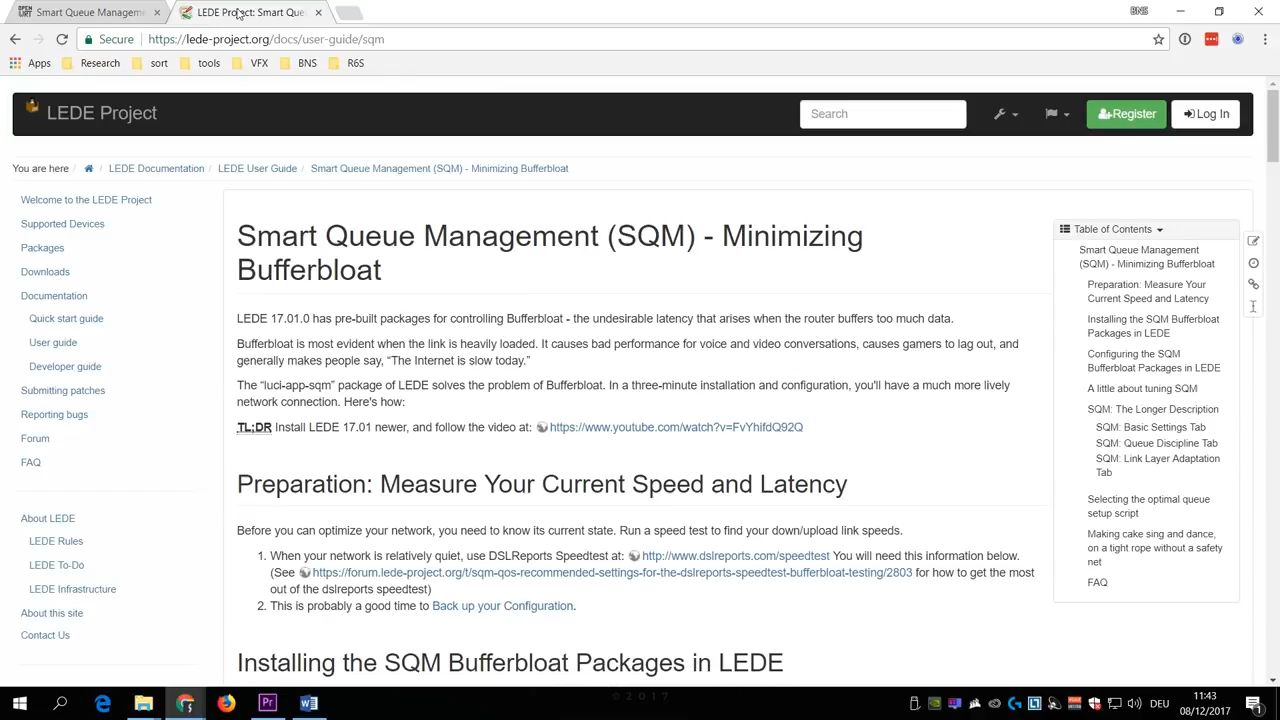 OPEN WRT Smart Queue Management
LEDE Project: Smart Que
BNS
Secure https://lede-project.org/docs/user-guide/sqm
Apps Research sort tools VFX BNS R6S
LEDE Project
Search
Register
Log In
You are here / / LEDE Documentation / LEDE User Guide / Smart Queue Management (SQM) - Minimizing Bufferbloat
Welcome to the LEDE Project
Supported Devices
Packages
Downloads
Documentation
Quick start guide
User guide
Developer guide
Submitting patches
Reporting bugs
Forum
FAQ
About LEDE
LEDE Rules
LEDE To-Do
LEDE Infrastructure
About this site
Contact Us
Smart Queue Management (SQM) - Minimizing
Bufferbloat
LEDE 17.01.0 has pre-built packages for controlling Bufferbloat - the undesirable latency that arises when the router buffers too much data.
Bufferbloat is most evident when the link is heavily loaded. It causes bad performance for voice and video conversations, causes gamers to lag out, and
generally makes people say, “The Internet is slow today.”
The “luci-app-sqm” package of LEDE solves the problem of Bufferbloat. In a three-minute installation and configuration, you'll have a much more lively
network connection. Here's how:
TL;DR Install LEDE 17.01 newer, and follow the video at: https://www.youtube.com/watch?v=FvYhifdQ92Q
Preparation: Measure Your Current Speed and Latency
Before you can optimize your network, you need to know its current state. Run a speed test to find your down/upload link speeds.
1. When your network is relatively quiet, use DSLReports Speedtest at: http://www.dslreports.com/speedtest You will need this information below.
(See https://forum.lede-project.org/t/sqm-qos-recommended-settings-for-the-dslreports-speedtest-bufferbloat-testing/2803 for how to get the most
out of the dslreports speedtest)
2. This is probably a good time to Back up your Configuration.
Installing the SQM Bufferbloat Packages in LEDE
Table of Contents
Smart Queue Management
(SQM) - Minimizing Bufferbloat
Preparation: Measure Your
Current Speed and Latency
Installing the SQM Bufferbloat
Packages in LEDE
Configuring the SQM
Bufferbloat Packages in LEDE
A little about tuning SQM
SQM: The Longer Description
SQM: Basic Settings Tab
SQM: Queue Discipline Tab
SQM: Link Layer Adaptation
Tab
Selecting the optimal queue
setup script
Making cake sing and dance,
on a tight rope without a safety
net
FAQ
© 2017
DEU
11:43
08/12/2017
1